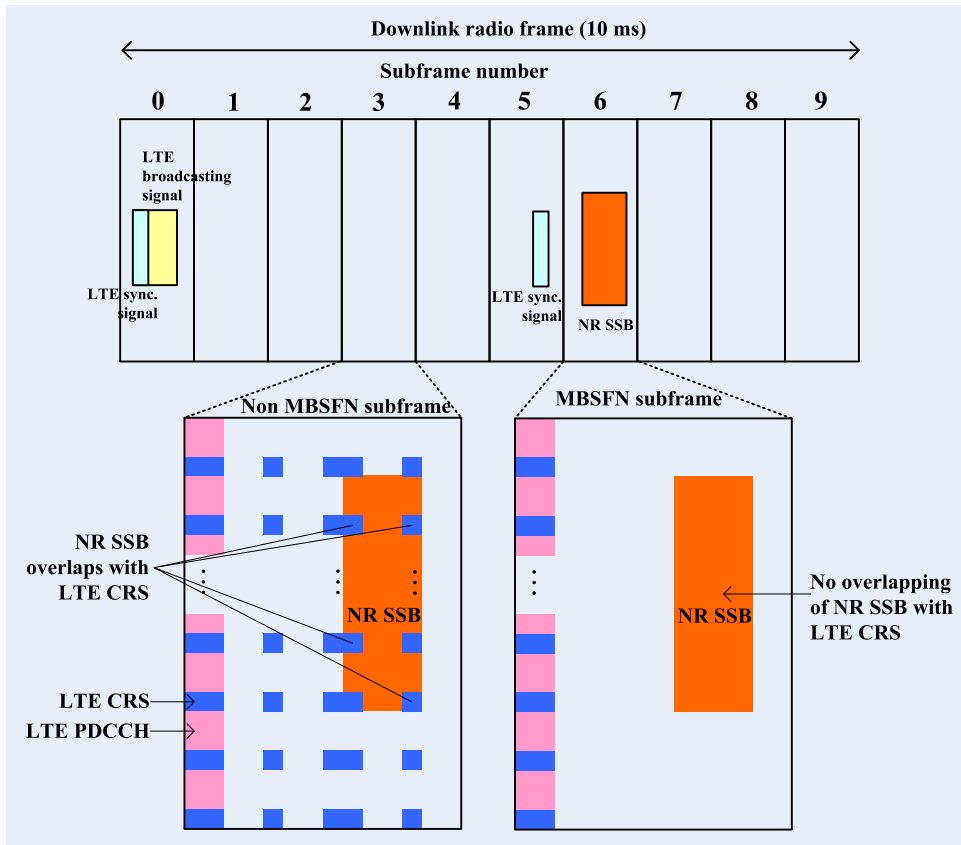 Downlink radio frame (10 ms)
Subframe number
0 1 2 3 4 5 6 7 8 9
LTE
broadcasting
signal
LTE sync.
signal
LTE sync.
signal
NR SSB
Non MBSFN subframe
MBSFN subframe
NR SSB
overlaps with
LTE CRS
NR SSB
LTE CRS
LTE PDCCH
NR SSB
No overlapping
of NR SSB with
LTE CRS